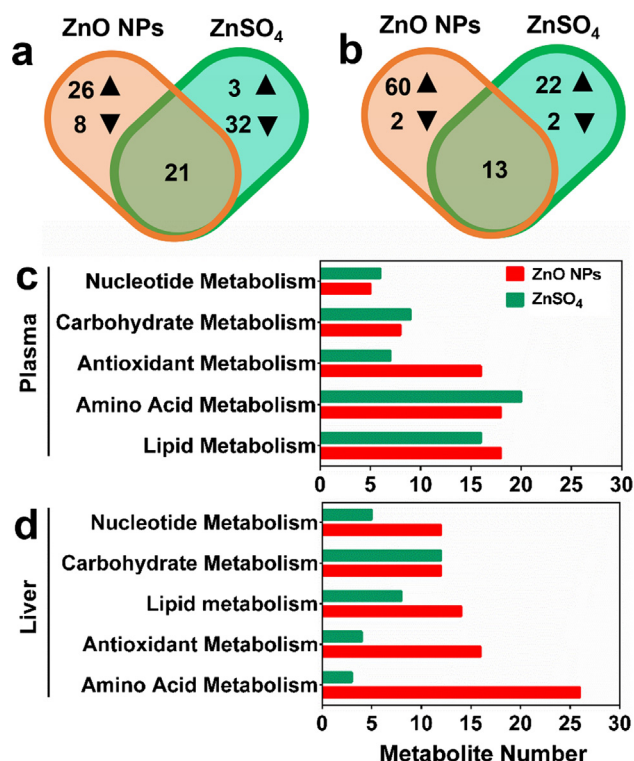 a ZnO NPs ZnSO4 b ZnO NPs ZnSO4
26 ▲ 3 ▲ 60 ▲ 22 ▲
8 ▼ 32 ▼ 2 ▼ 2 ▼
21 13
c
Plasma
Nucleotide Metabolism
Carbohydrate Metabolism
Antioxidant Metabolism
Amino Acid Metabolism
Lipid Metabolism
ZnO NPs
ZnSO4
0 5 10 15 20 25 30
d
Liver
Nucleotide Metabolism
Carbohydrate Metabolism
Lipid metabolism
Antioxidant Metabolism
Amino Acid Metabolism
0 5 10 15 20 25 30
Metabolite Number